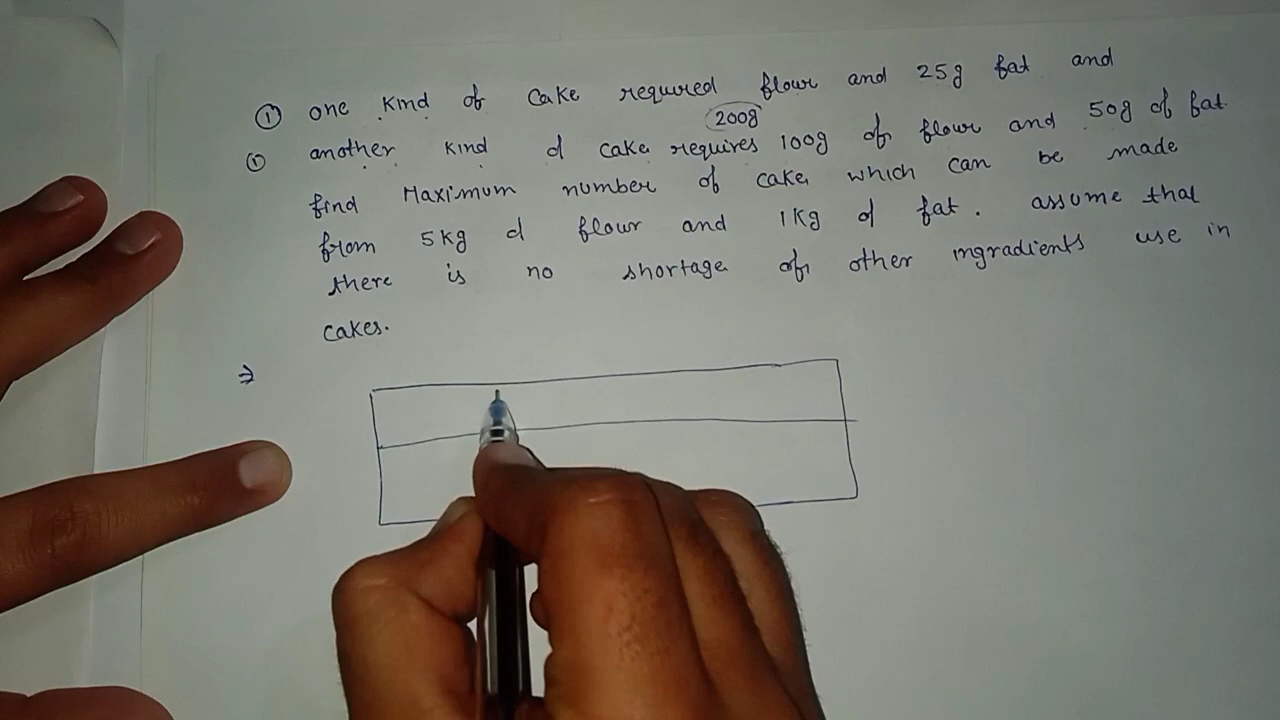 ① one kind of cake required flour and 25g fat and
200g
① another kind of cake requires 100g of flour and 50g of fat.
find Maximum number of cake which can be made
from 5kg of flour and 1kg of fat. assume that
there is no shortage of other ingradients use in
cakes.
⇒